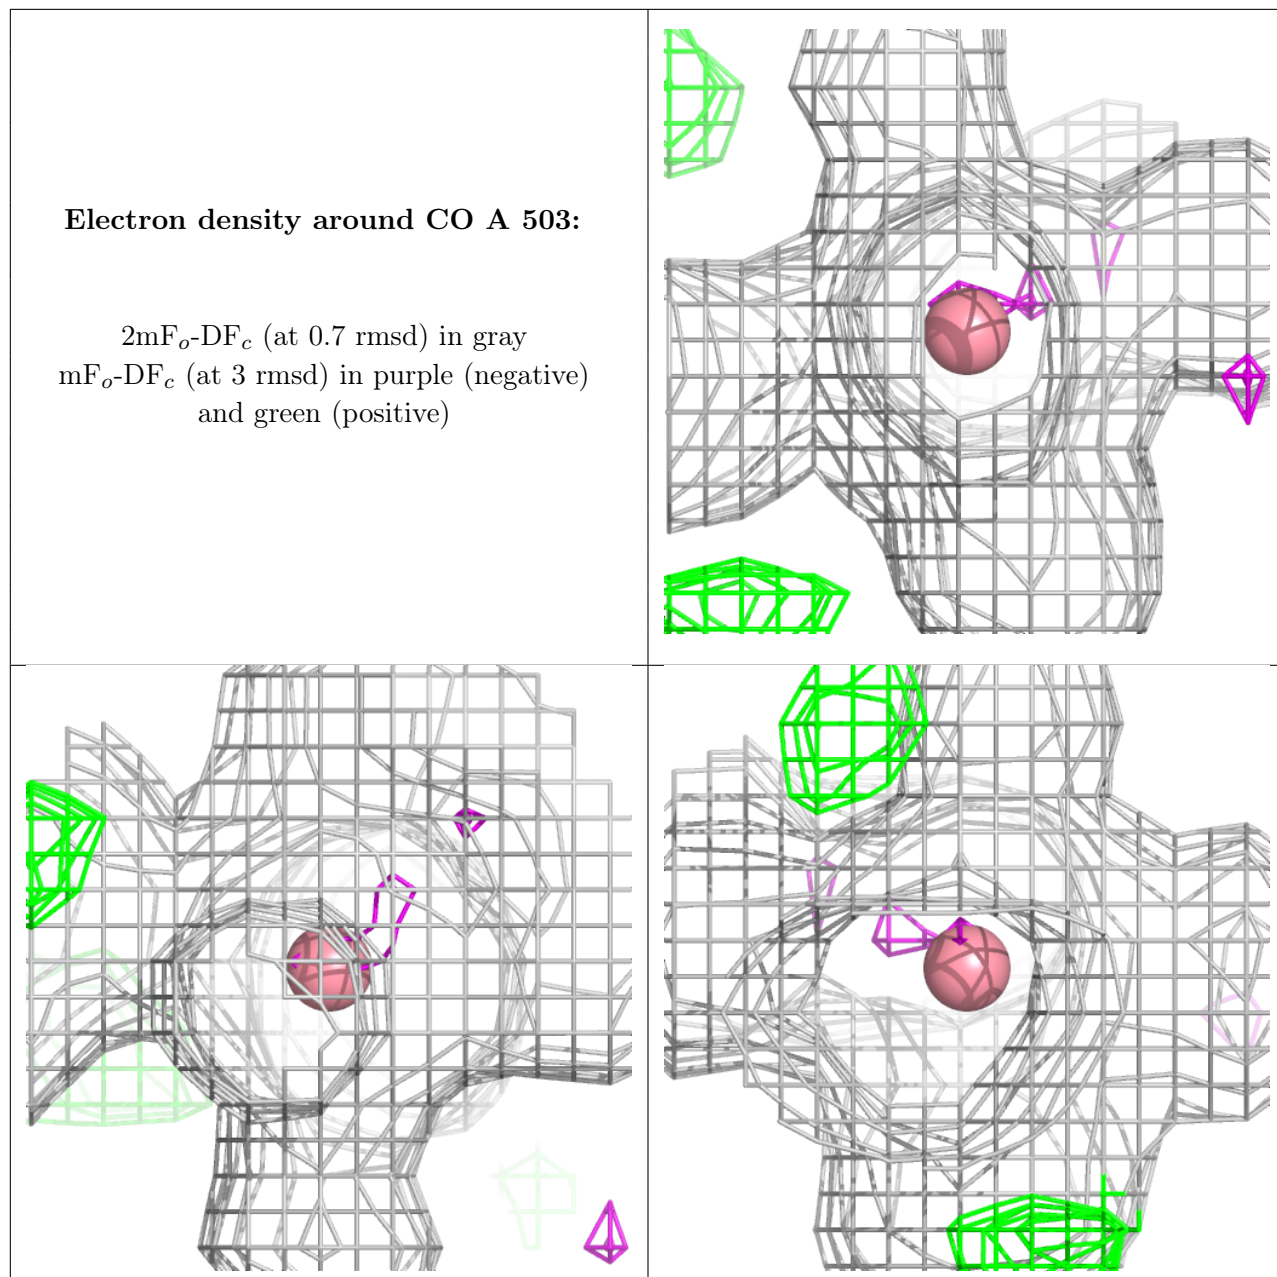 Electron density around CO A 503:
2mFo-DFc (at 0.7 rmsd) in gray
mFo-DFc (at 3 rmsd) in purple (negative)
and green (positive)